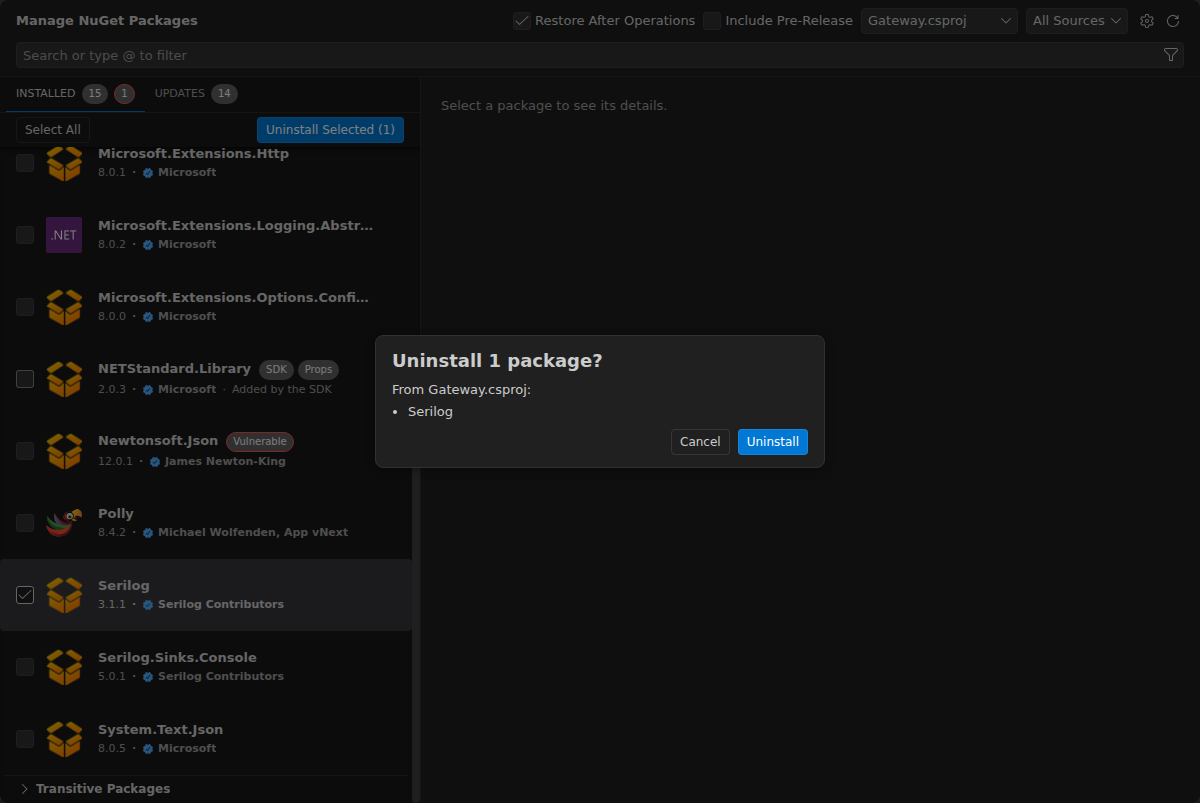 Manage NuGet Packages
Restore After Operations
Include Pre-Release
Gateway.csproj
All Sources
Search or type @ to filter
INSTALLED 15 1 UPDATES 14
Select All
Uninstall Selected (1)
Select a package to see its details.
Microsoft.Extensions.Http
8.0.1 · Microsoft
.NET
Microsoft.Extensions.Logging.Abstr…
8.0.2 · Microsoft
Microsoft.Extensions.Options.Confi…
8.0.0 · Microsoft
NETStandard.Library SDK Props
2.0.3 · Microsoft · Added by the SDK
Newtonsoft.Json Vulnerable
12.0.1 · James Newton-King
Polly
8.4.2 · Michael Wolfenden, App vNext
Serilog
3.1.1 · Serilog Contributors
Serilog.Sinks.Console
5.0.1 · Serilog Contributors
System.Text.Json
8.0.5 · Microsoft
Transitive Packages
Uninstall 1 package?
From Gateway.csproj:
• Serilog
Cancel
Uninstall